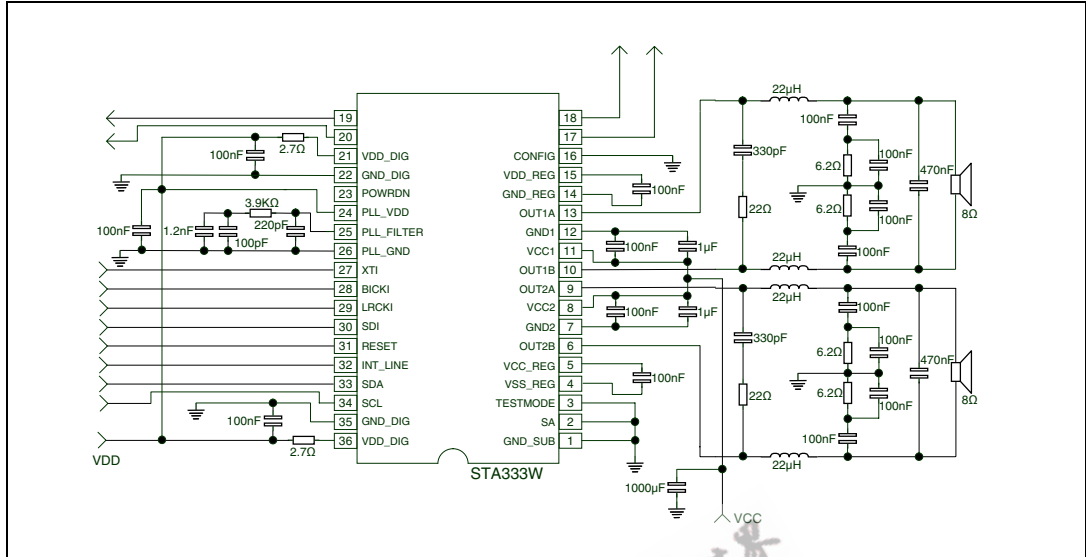 19
20
21 VDD_DIG
22 GND_DIG
23 POWRDN
24 PLL_VDD
25 PLL_FILTER
26 PLL_GND
27 XTI
28 BICKI
29 LRCKI
30 SDI
31 RESET
32 INT_LINE
33 SDA
34 SCL
35 GND_DIG
36 VDD_DIG
18
17
CONFIG 16
VDD_REG 15
GND_REG 14
OUT1A 13
GND1 12
VCC1 11
OUT1B 10
OUT2A 9
VCC2 8
GND2 7
OUT2B 6
VCC_REG 5
VSS_REG 4
TESTMODE 3
SA 2
GND_SUB 1
STA333W
100nF
2.7Ω
3.9KΩ
100nF
1.2nF
220pF
100pF
100nF
2.7Ω
VDD
100nF
100nF
1µF
100nF
1µF
100nF
1000µF
VCC
22µH
100nF
330pF
100nF
6.2Ω
470nF
22Ω
6.2Ω
100nF
8Ω
100nF
22µH
22µH
100nF
330pF
100nF
6.2Ω
470nF
22Ω
6.2Ω
100nF
8Ω
100nF
22µH